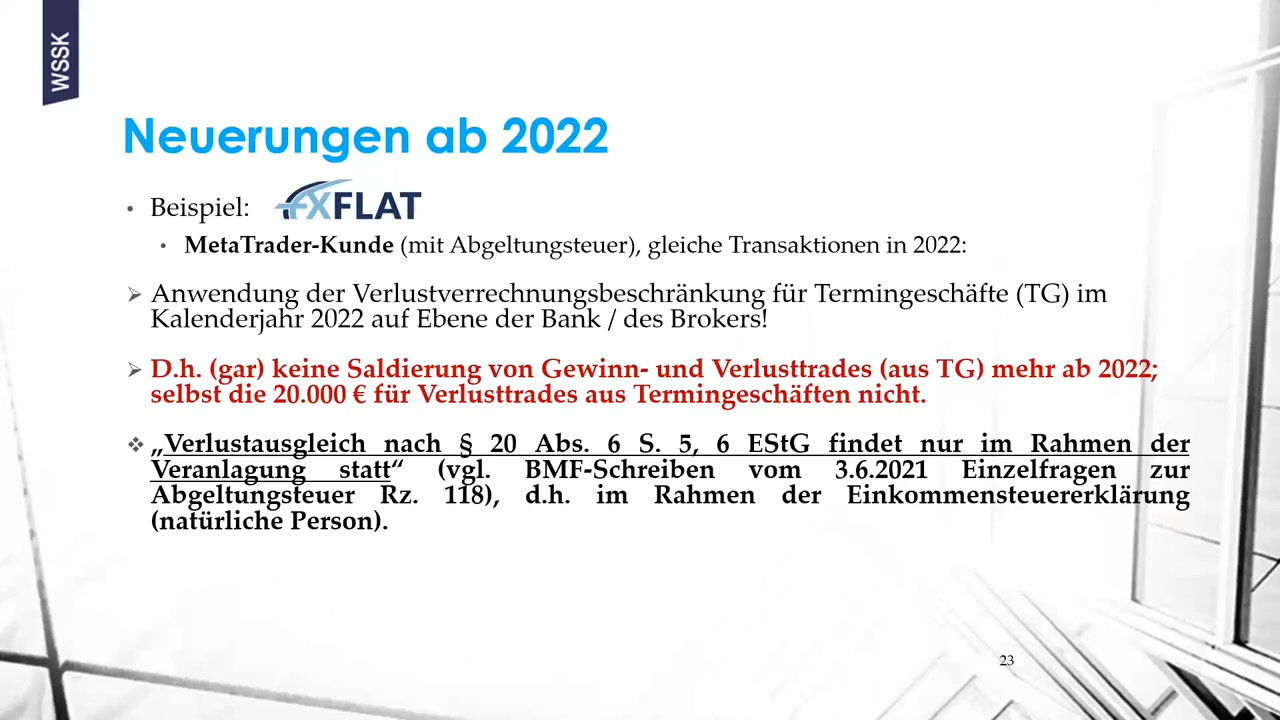 WSSK
Neuerungen ab 2022
• Beispiel: FXFLAT
• MetaTrader-Kunde (mit Abgeltungsteuer), gleiche Transaktionen in 2022:
➢ Anwendung der Verlustverrechnungsbeschränkung für Termingeschäfte (TG) im
Kalenderjahr 2022 auf Ebene der Bank / des Brokers!
➢ D.h. (gar) keine Saldierung von Gewinn- und Verlusttrades (aus TG) mehr ab 2022;
selbst die 20.000 € für Verlusttrades aus Termingeschäften nicht.
❖ „Verlustausgleich nach § 20 Abs. 6 S. 5, 6 EStG findet nur im Rahmen der
Veranlagung statt“ (vgl. BMF-Schreiben vom 3.6.2021 Einzelfragen zur
Abgeltungsteuer Rz. 118), d.h. im Rahmen der Einkommensteuererklärung
(natürliche Person).
23